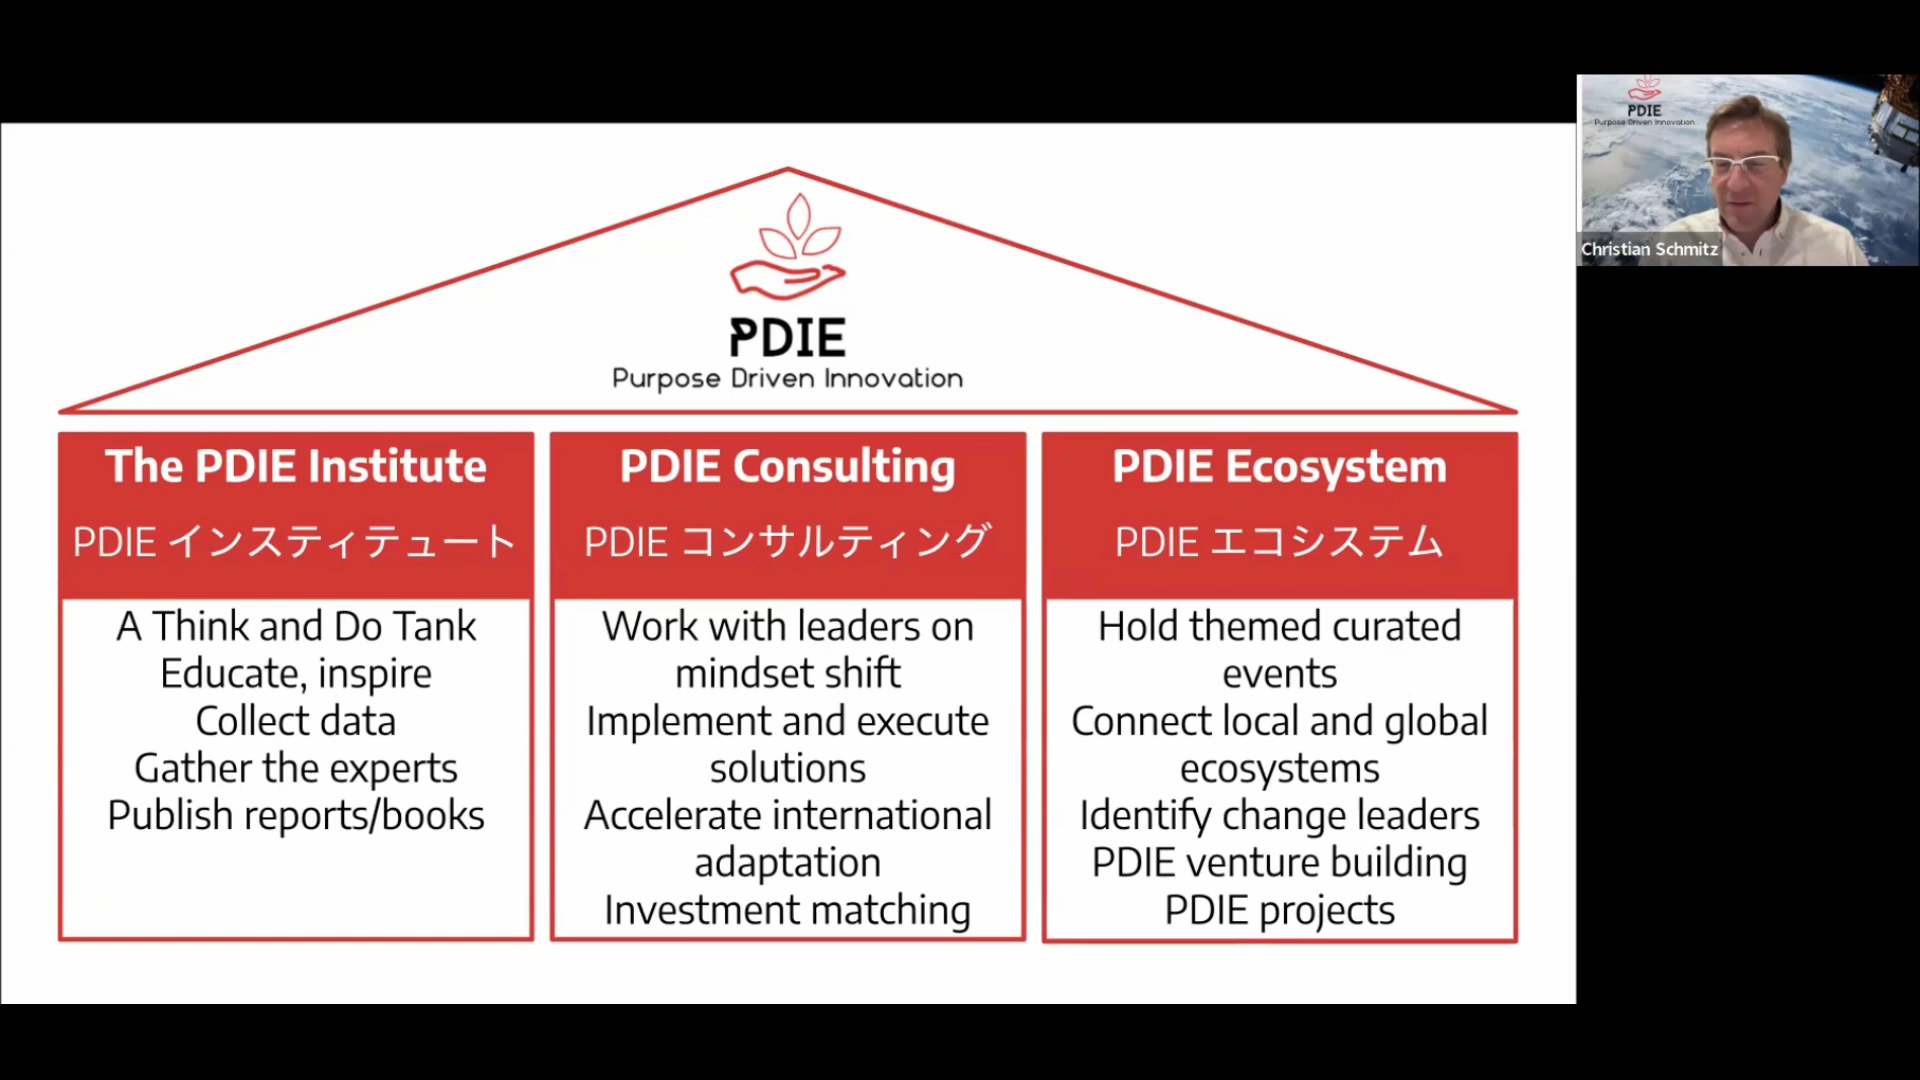 PDIE
Purpose Driven Innovation
The PDIE Institute
PDIE インスティテュート
A Think and Do Tank
Educate, inspire
Collect data
Gather the experts
Publish reports/books
PDIE Consulting
PDIE コンサルティング
Work with leaders on
mindset shift
Implement and execute
solutions
Accelerate international
adaptation
Investment matching
PDIE Ecosystem
PDIE エコシステム
Hold themed curated
events
Connect local and global
ecosystems
Identify change leaders
PDIE venture building
PDIE projects
PDIE
Purpose Driven Innovation
Christian Schmitz